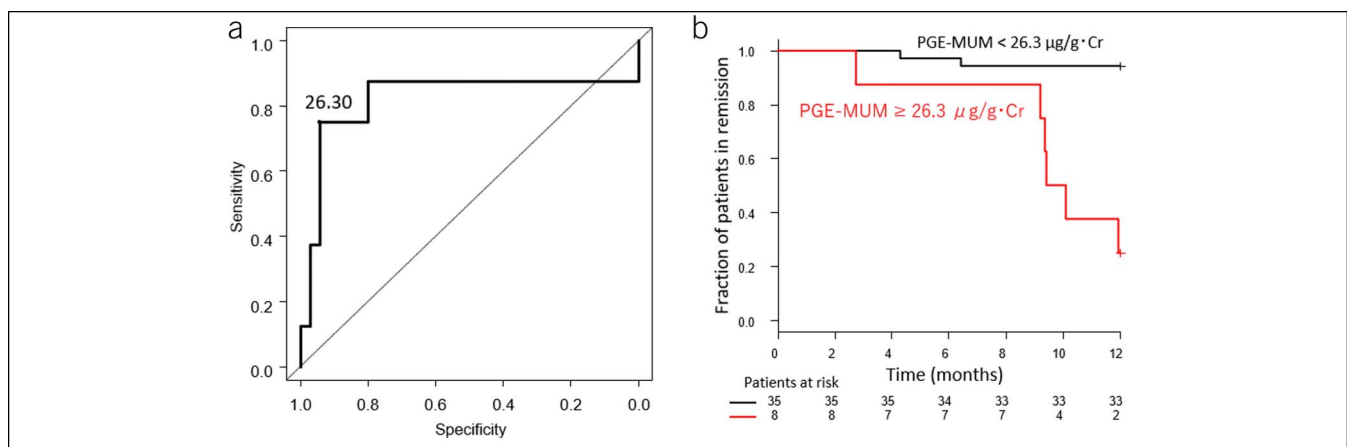 a
1.0
0.8
0.6
0.4
0.2
0.0
Sensitivity
26.30
1.0 0.8 0.6 0.4 0.2 0.0
Specificity
b
PGE-MUM < 26.3 μg/g・Cr
PGE-MUM ≥ 26.3 μg/g・Cr
1.0
0.8
0.6
0.4
0.2
0.0
Fraction of patients in remission
0 2 4 6 8 10 12
Time (months)
Patients at risk
35 35 35 34 33 33 33
8 8 7 7 7 4 2